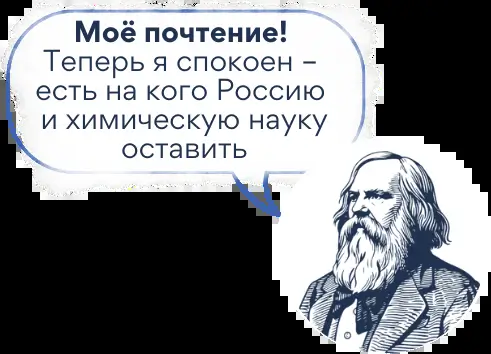 Моё почтение!
Теперь я спокоен –
есть на кого Россию
и химическую науку
оставить
©